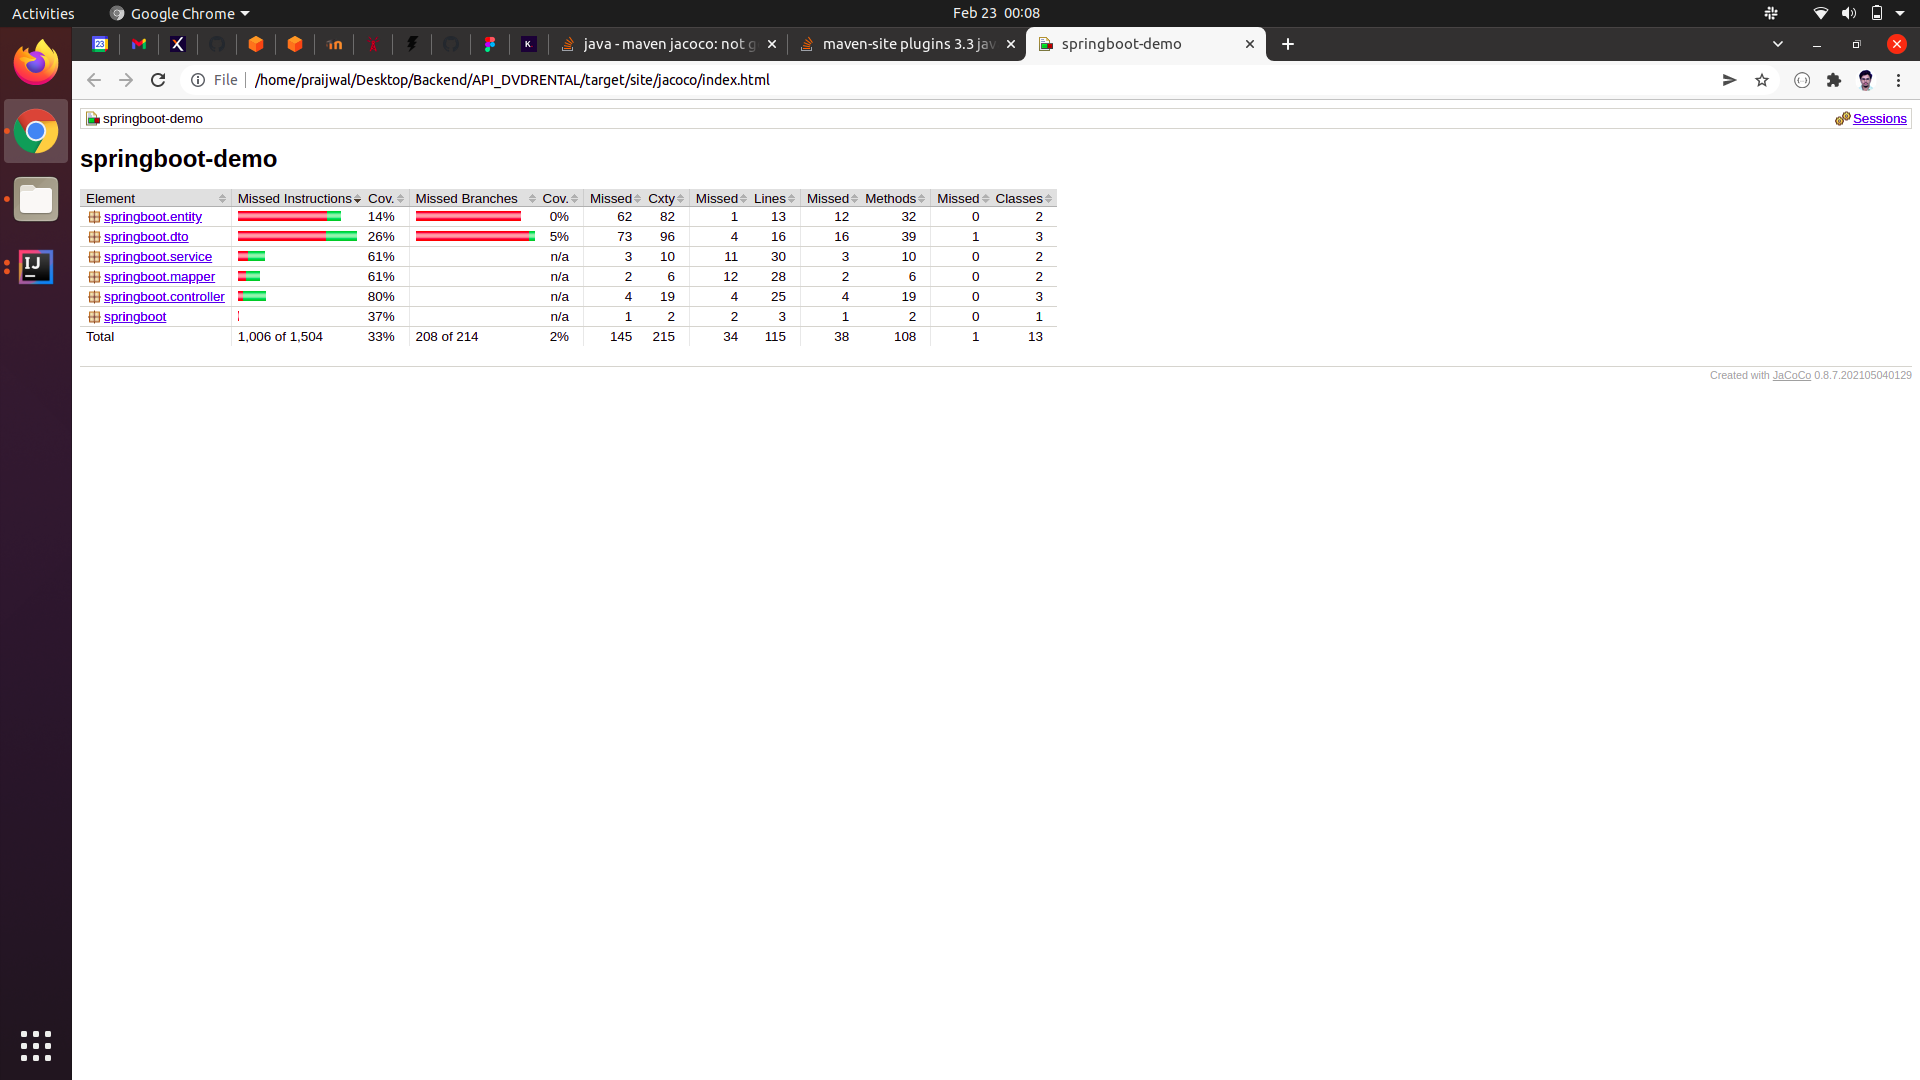 Activities Google Chrome Feb 23 00:08
23 in K java - maven jacoco: not g maven-site plugins 3.3 jav springboot-demo
File /home/praijwal/Desktop/Backend/API_DVDRENTAL/target/site/jacoco/index.html
springboot-demo Sessions
springboot-demo
Element Missed Instructions Cov. Missed Branches Cov. Missed Cxty Missed Lines Missed Methods Missed Classes
springboot.entity 14% 0% 62 82 1 13 12 32 0 2
springboot.dto 26% 5% 73 96 4 16 16 39 1 3
springboot.service 61% n/a 3 10 11 30 3 10 0 2
springboot.mapper 61% n/a 2 6 12 28 2 6 0 2
springboot.controller 80% n/a 4 19 4 25 4 19 0 3
springboot 37% n/a 1 2 2 3 1 2 0 1
Total 1,006 of 1,504 33% 208 of 214 2% 145 215 34 115 38 108 1 13
Created with JaCoCo 0.8.7.202105040129
IJ